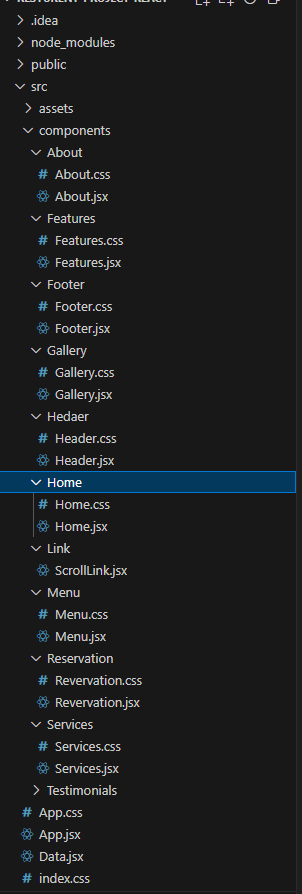 .idea
node_modules
public
src
assets
components
About
About.css
About.jsx
Features
Features.css
Features.jsx
Footer
Footer.css
Footer.jsx
Gallery
Gallery.css
Gallery.jsx
Hedaer
Header.css
Header.jsx
Home
Home.css
Home.jsx
Link
ScrollLink.jsx
Menu
Menu.css
Menu.jsx
Reservation
Revervation.css
Revervation.jsx
Services
Services.css
Services.jsx
Testimonials
App.css
App.jsx
Data.jsx
index.css